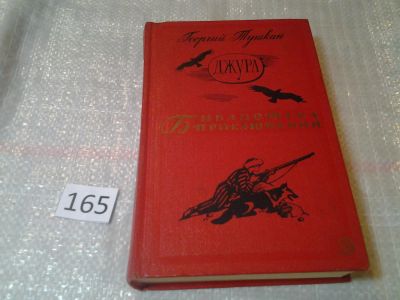 Георгий Тушкан
ДЖУРА
Библиотека
приключений
165